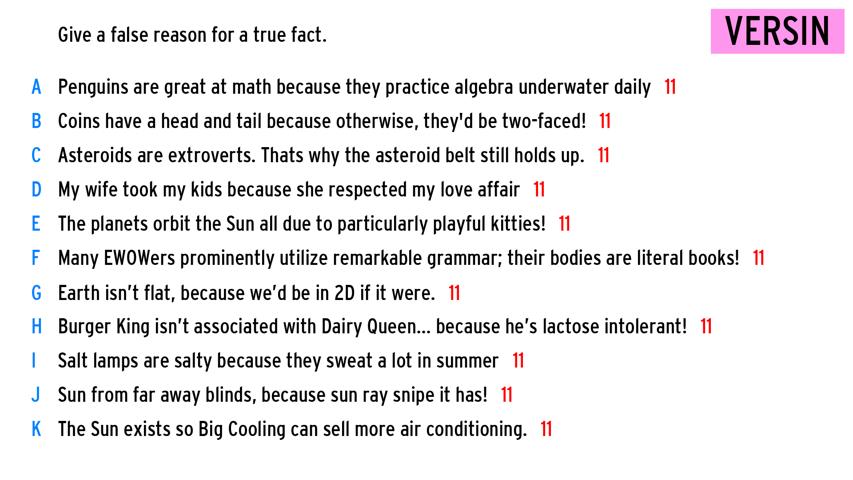 Give a false reason for a true fact.
VERSIN
A Penguins are great at math because they practice algebra underwater daily 11
B Coins have a head and tail because otherwise, they'd be two-faced! 11
C Asteroids are extroverts. Thats why the asteroid belt still holds up. 11
D My wife took my kids because she respected my love affair 11
E The planets orbit the Sun all due to particularly playful kitties! 11
F Many EWOWers prominently utilize remarkable grammar; their bodies are literal books! 11
G Earth isn’t flat, because we’d be in 2D if it were. 11
H Burger King isn’t associated with Dairy Queen... because he’s lactose intolerant! 11
I Salt lamps are salty because they sweat a lot in summer 11
J Sun from far away blinds, because sun ray snipe it has! 11
K The Sun exists so Big Cooling can sell more air conditioning. 11